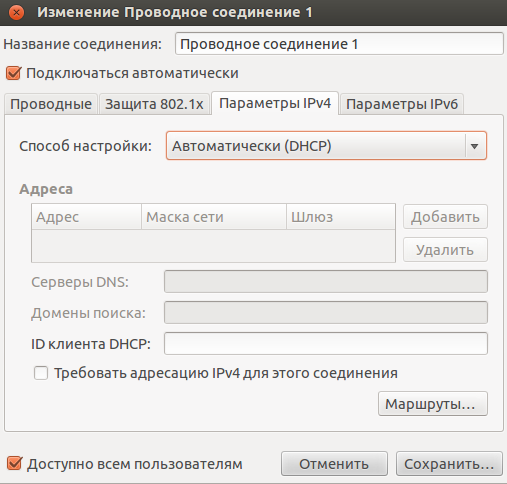 Изменение Проводное соединение 1
Название соединения: Проводное соединение 1
Подключаться автоматически
Проводные Защита 802.1x Параметры IPv4 Параметры IPv6
Способ настройки: Автоматически (DHCP)
Адреса
Адрес Маска сети Шлюз Добавить
Удалить
Серверы DNS:
Домены поиска:
ID клиента DHCP:
Требовать адресацию IPv4 для этого соединения
Маршруты...
Доступно всем пользователям Отменить Сохранить...